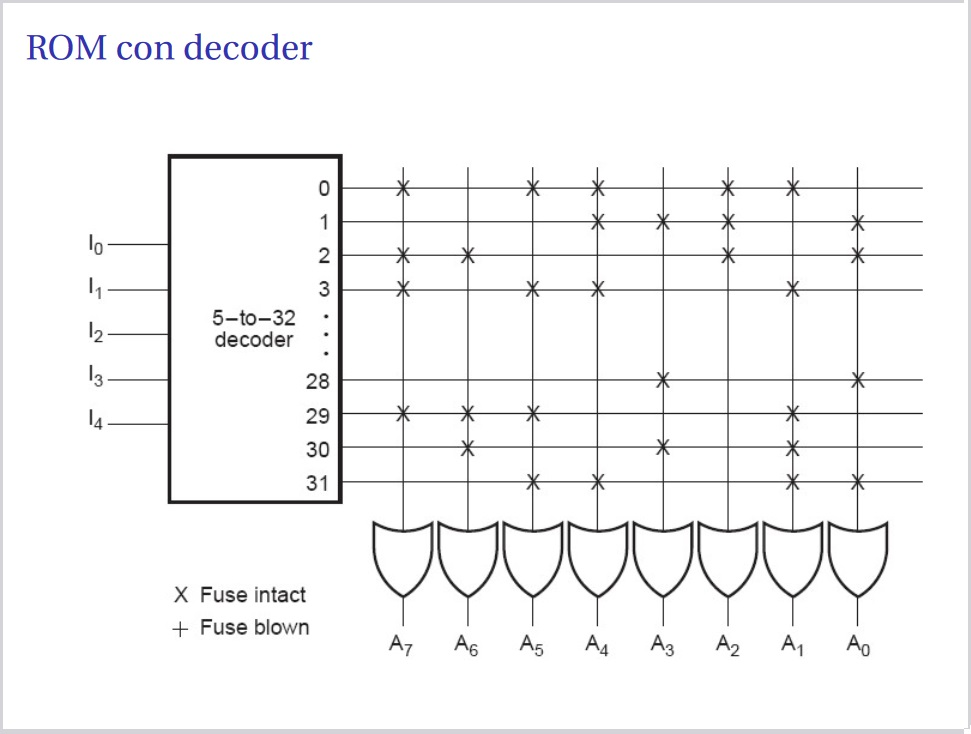 ROM con decoder
0
1
I₀
2
I₁
3
5–to–32
decoder
I₂
I₃
28
I₄
29
30
31
X Fuse intact
+ Fuse blown
A₇ A₆ A₅ A₄ A₃ A₂ A₁ A₀